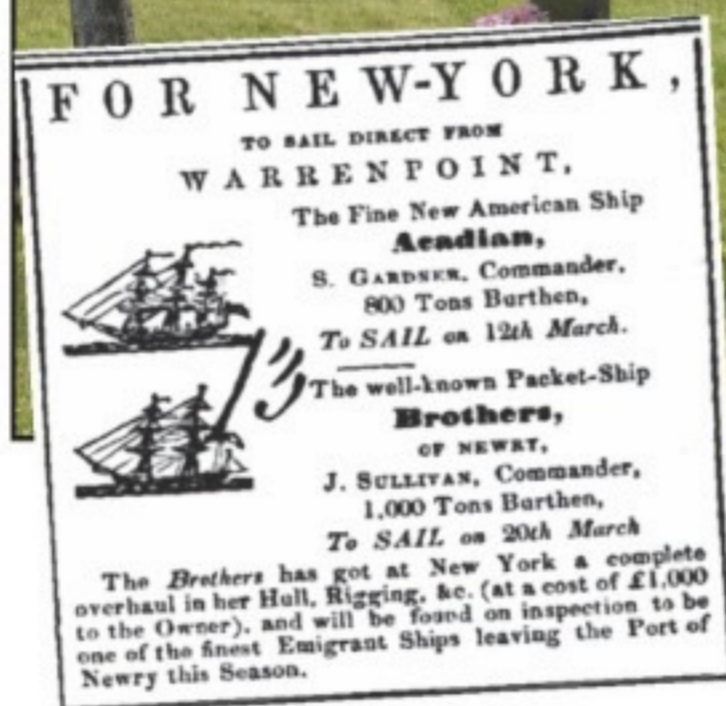 FOR NEW-YORK,
TO SAIL DIRECT FROM
WARRENPOINT,
The Fine New American Ship
Acadian,
S. GARDNER, Commander,
800 Tons Burthen,
To SAIL on 12th March.
The well-known Packet-Ship
Brothers,
OF NEWRY,
J. SULLIVAN, Commander,
1,000 Tons Burthen,
To SAIL on 20th March
The Brothers has got at New York a complete
overhaul in her Hull, Rigging, &c. (at a cost of £1,000
to the Owner), and will be found on inspection to be
one of the finest Emigrant Ships leaving the Port of
Newry this Season.